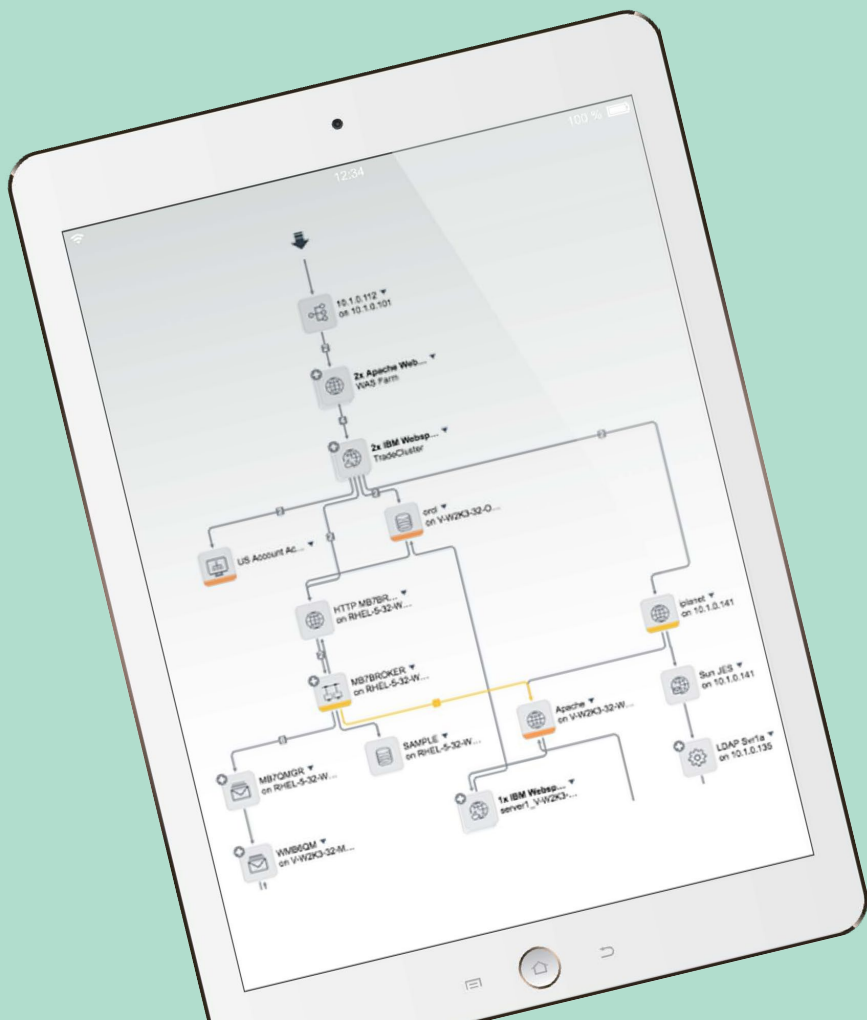 12:34
100 %
10.1.0.112
on 10.1.0.101
2x Apache Web...
WAS Farm
2x IBM Websp...
TradeCluster
orcl
on V-W2K3-32-O...
US Account Ac...
HTTP MB7BR...
on RHEL-5-32-W...
iplanet
on 10.1.0.141
MB7BROKER
on RHEL-5-32-W...
Sun JES
on 10.1.0.141
Apache
on V-W2K3-32-W...
SAMPLE
on RHEL-5-32-W...
LDAP Svr1a
on 10.1.0.135
MB7QMGR
on RHEL-5-32-W...
1x IBM Websp...
server1_V-W2K3-...
WMB6QM
on V-W2K3-32-M...